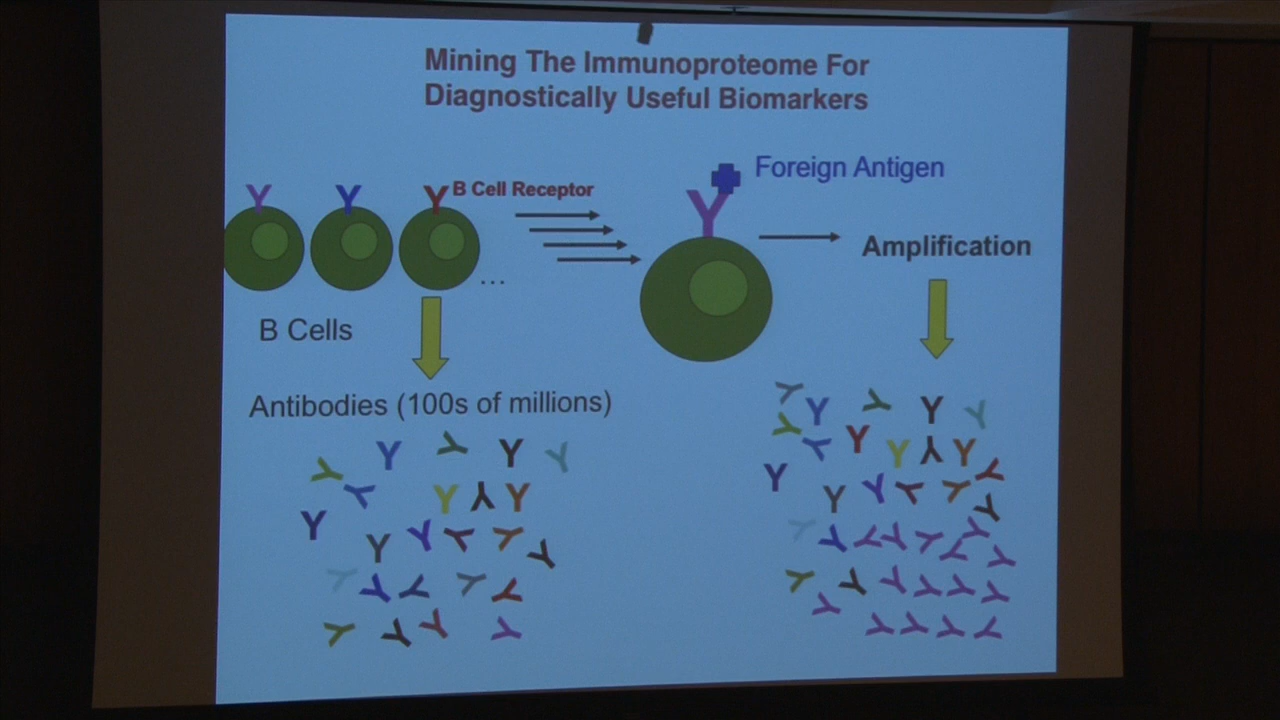 Mining The Immunoproteome For
Diagnostically Useful Biomarkers
B Cell Receptor
Foreign Antigen
Amplification
...
B Cells
Antibodies (100s of millions)